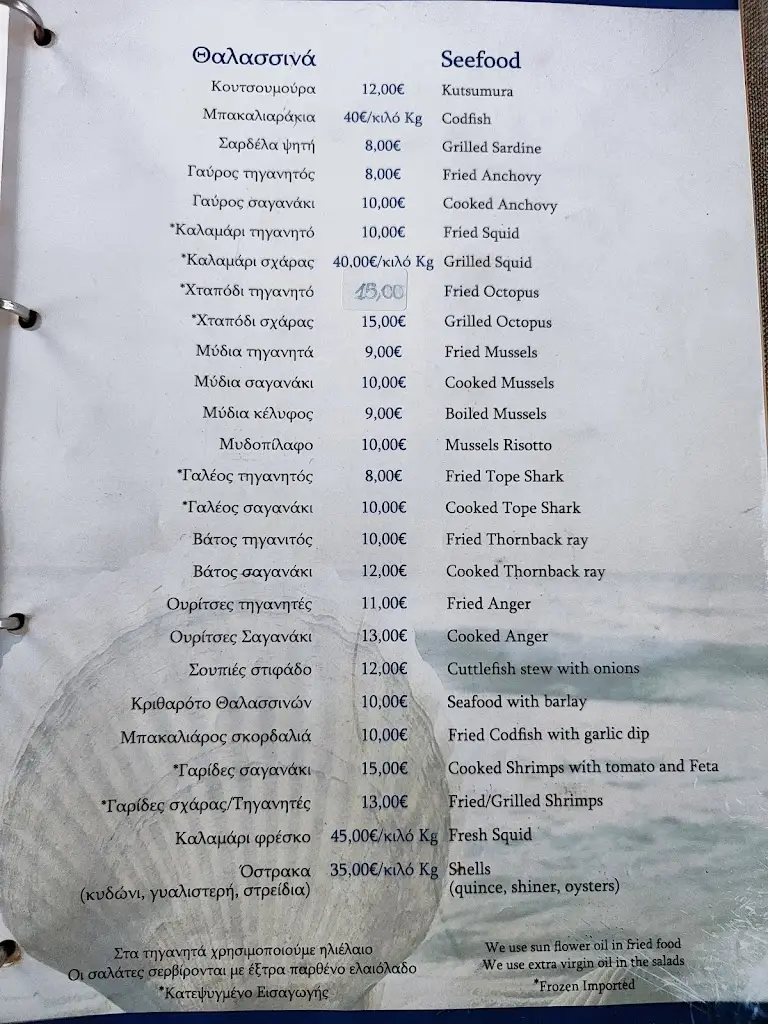 Θαλασσινά Seefood
Κουτσουμούρα 12,00€ Kutsumura
Μπακαλιαράκια 40€/κιλό Kg Codfish
Σαρδέλα ψητή 8,00€ Grilled Sardine
Γαύρος τηγανητός 8,00€ Fried Anchovy
Γαύρος σαγανάκι 10,00€ Cooked Anchovy
*Καλαμάρι τηγανητό 10,00€ Fried Squid
*Καλαμάρι σχάρας 40,00€/κιλό Kg Grilled Squid
*Χταπόδι τηγανητό 15,00 Fried Octopus
*Χταπόδι σχάρας 15,00€ Grilled Octopus
Μύδια τηγανητά 9,00€ Fried Mussels
Μύδια σαγανάκι 10,00€ Cooked Mussels
Μύδια κέλυφος 9,00€ Boiled Mussels
Μυδοπίλαφο 10,00€ Mussels Risotto
*Γαλέος τηγανητός 8,00€ Fried Tope Shark
*Γαλέος σαγανάκι 10,00€ Cooked Tope Shark
Βάτος τηγανιτός 10,00€ Fried Thornback ray
Βάτος σαγανάκι 12,00€ Cooked Thornback ray
Ουρίτσες τηγανητές 11,00€ Fried Anger
Ουρίτσες Σαγανάκι 13,00€ Cooked Anger
Σουπιές στιφάδο 12,00€ Cuttlefish stew with onions
Κριθαρότο Θαλασσινών 10,00€ Seafood with barlay
Μπακαλιάρος σκορδαλιά 10,00€ Fried Codfish with garlic dip
*Γαρίδες σαγανάκι 15,00€ Cooked Shrimps with tomato and Feta
*Γαρίδες σχάρας/Τηγανητές 13,00€ Fried/Grilled Shrimps
Καλαμάρι φρέσκο 45,00€/κιλό Kg Fresh Squid
Όστρακα 35,00€/κιλό Kg Shells
(κυδώνι, γυαλιστερή, στρείδια) (quince, shiner, oysters)
Στα τηγανητά χρησιμοποιούμε ηλιέλαιο We use sun flower oil in fried food
Οι σαλάτες σερβίρονται με έξτρα παρθένο ελαιόλαδο We use extra virgin oil in the salads
*Κατεψυγμένο Εισαγωγής *Frozen Imported